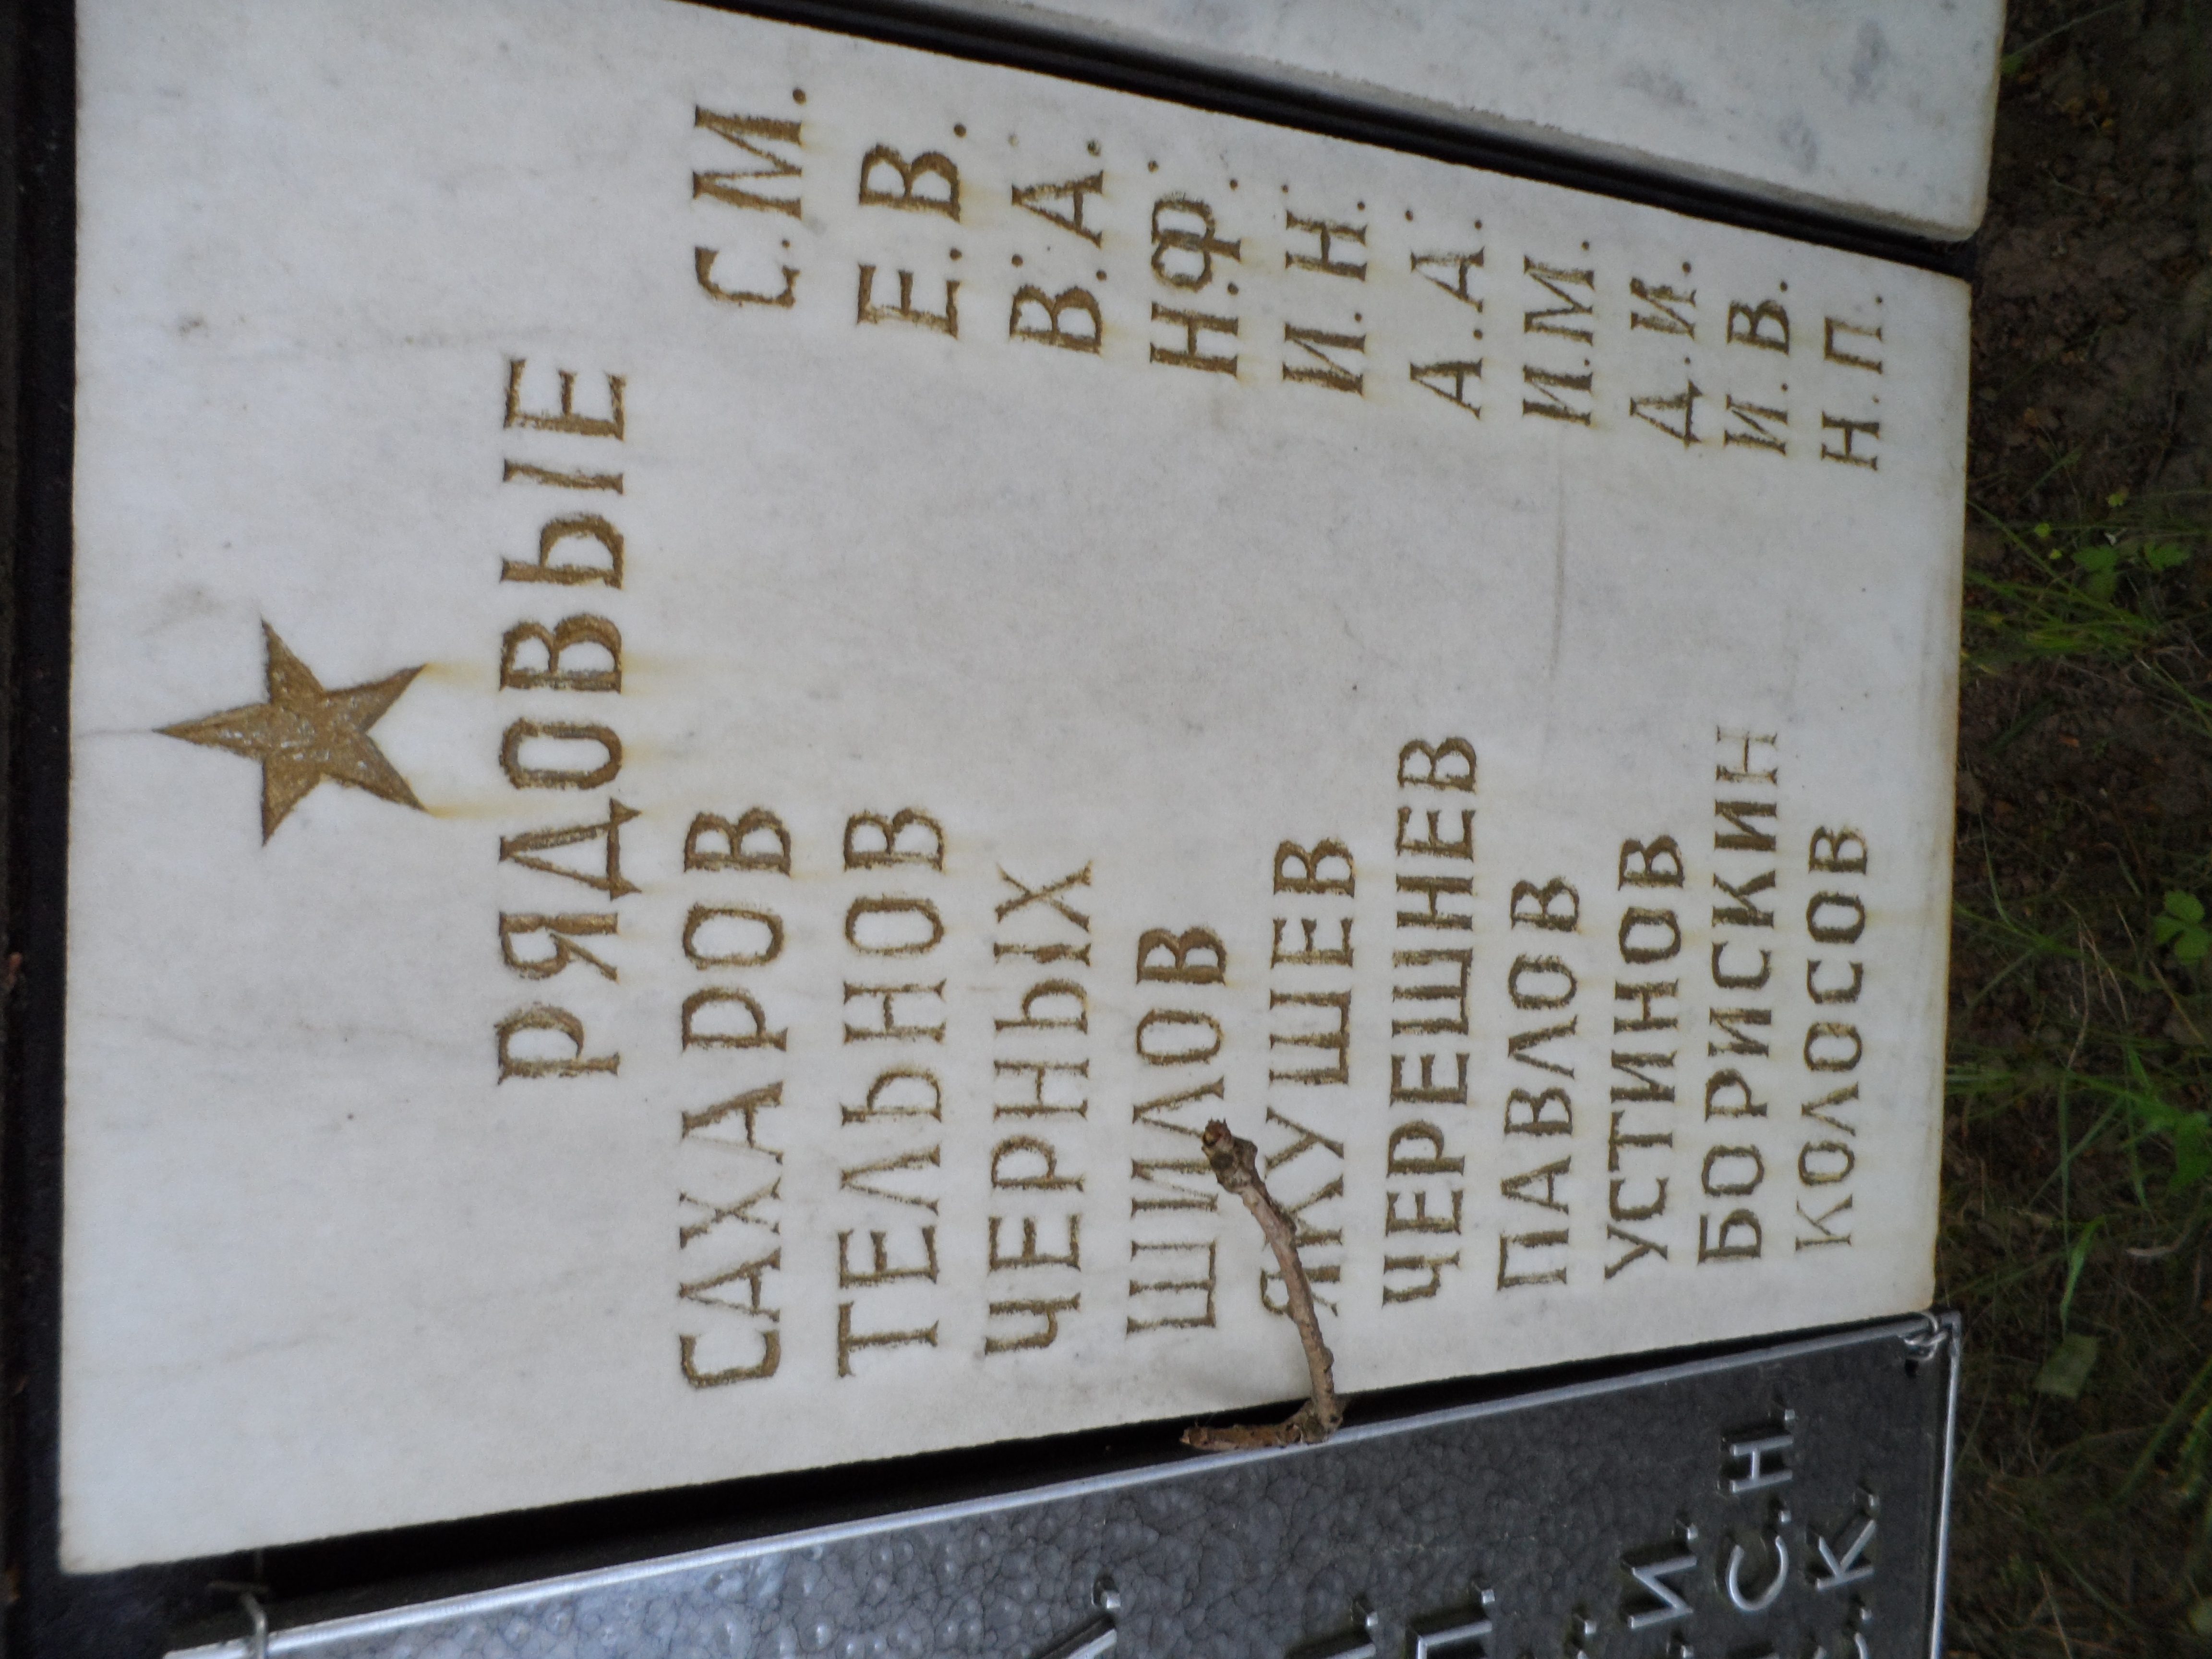 РЯДОВЫЕ
САХАРОВ С.М.
ТЕЛЬНОВ Е.В.
ЧЕРНЫХ В.А.
ШИЛОВ Н.Ф.
ЯКУШЕВ И.Н.
ЧЕРЕШНЕВ А.А.
ПАВЛОВ И.М.
УСТИНОВ Д.И.
БОРИСКИН И.В.
КОЛОСОВ Н.П.
И.
С.Н.
К.